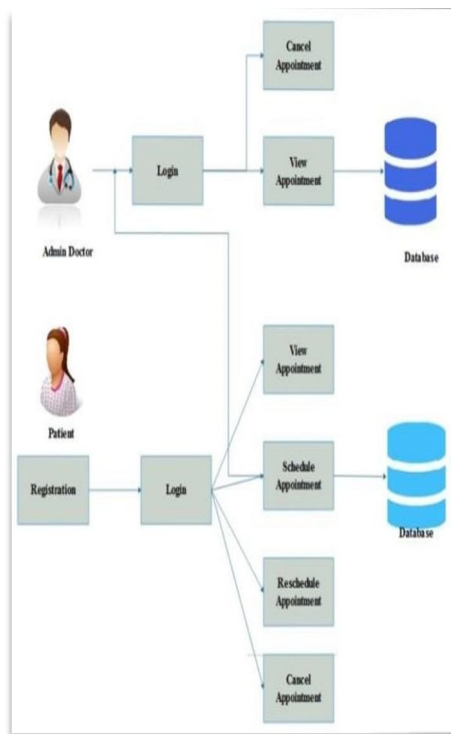 Cancel
Appointment
Login
View
Appointment
Admin Doctor
Database
View
Appointment
Patient
Registration
Login
Schedule
Appointment
Database
Reschedule
Appointment
Cancel
Appointment